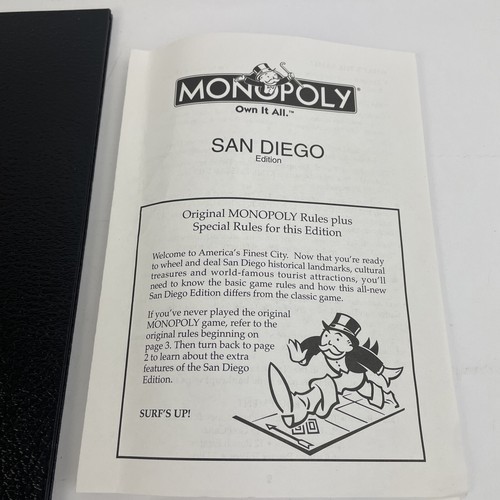 MONOPOLY
Own It All.™
SAN DIEGO
Edition
Original MONOPOLY Rules plus
Special Rules for this Edition
Welcome to America's Finest City. Now that you're ready
to wheel and deal San Diego historical landmarks, cultural
treasures and world-famous tourist attractions, you'll
need to know the basic game rules and how this all-new
San Diego Edition differs from the classic game.
If you've never played the original
MONOPOLY game, refer to the
original rules beginning on
page 3. Then turn back to page
2 to learn about the extra
features of the San Diego
Edition.
SURF'S UP!